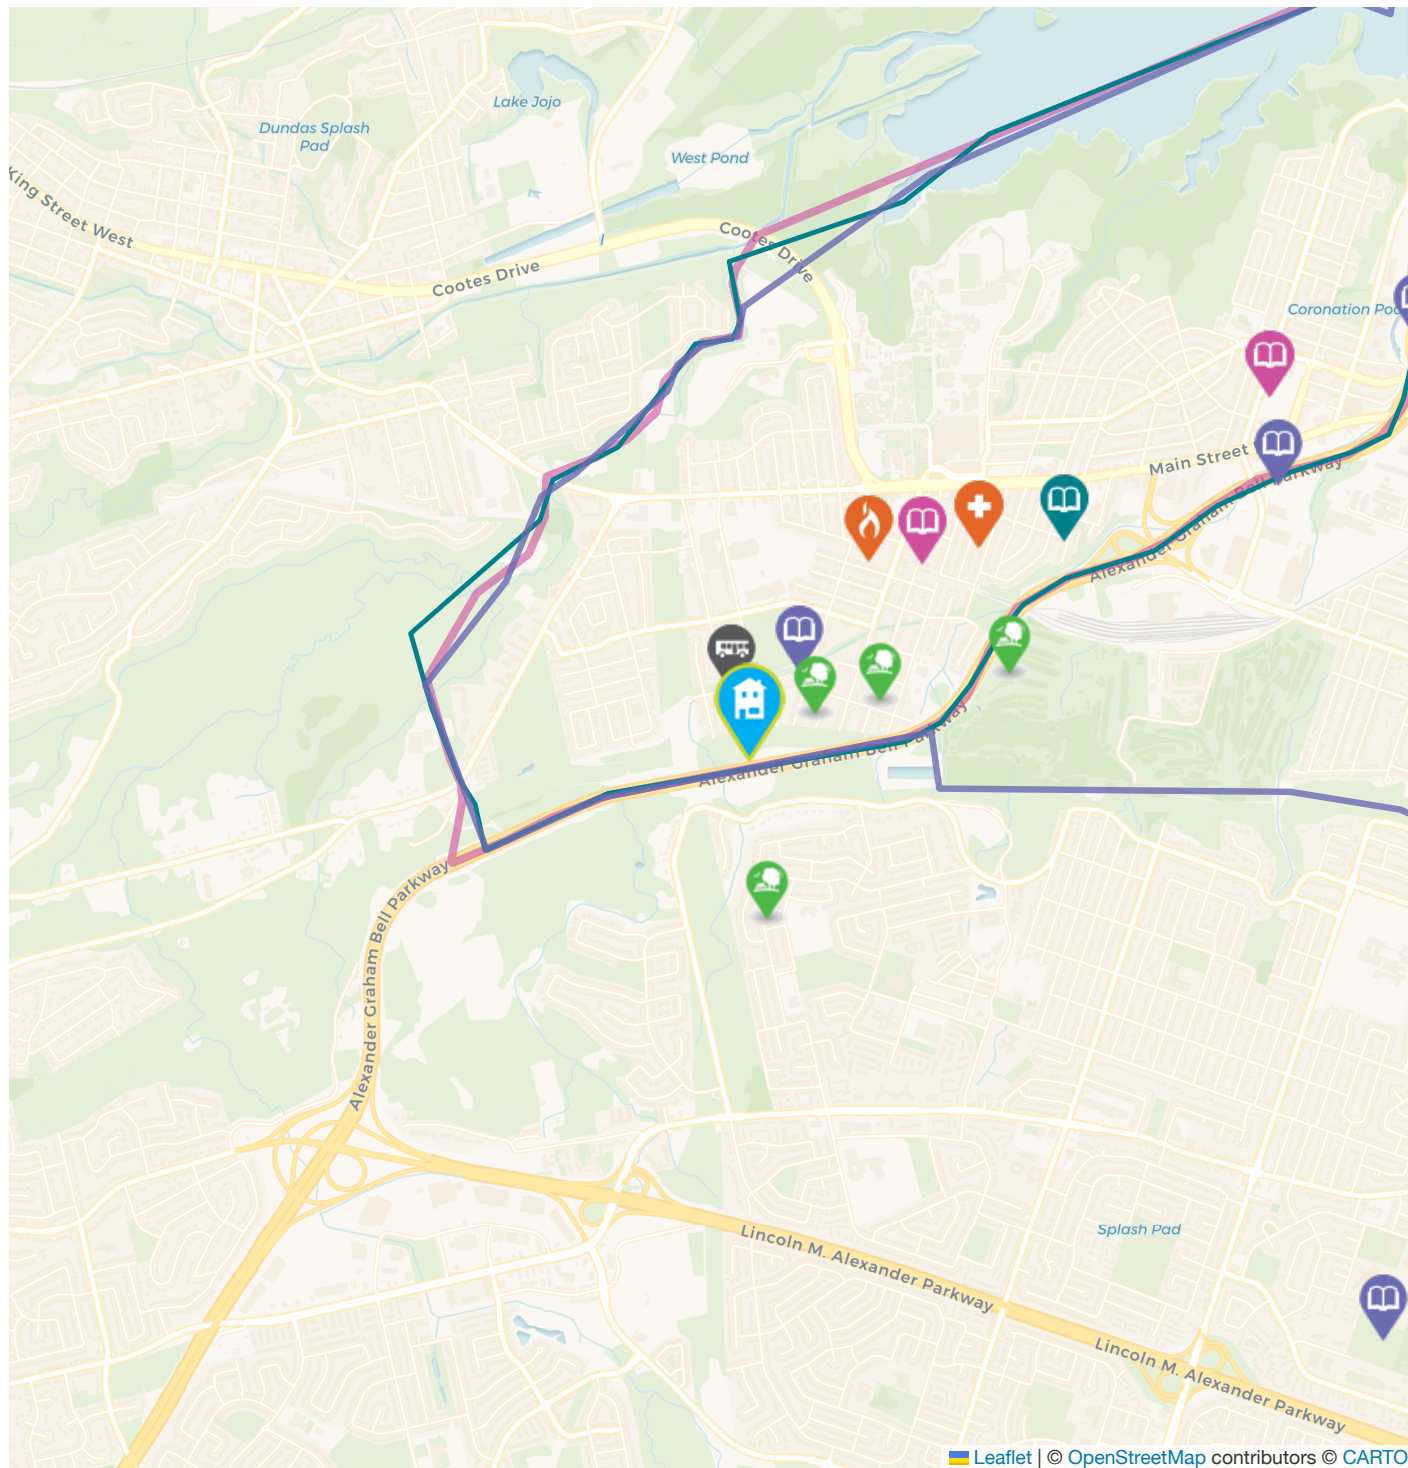 Lake Jojo
Dundas Splash
Pad
West Pond
King Street West
Cootes Drive
Cootes Drive
Coronation Poo
Main Street
Alexander Graham Bell Parkway
Alexander Graham Bell Parkway
Alexander Graham Bell Parkway
Splash Pad
Lincoln M. Alexander Parkway
Lincoln M. Alexander Parkway
Leaflet | © OpenStreetMap contributors © CARTO